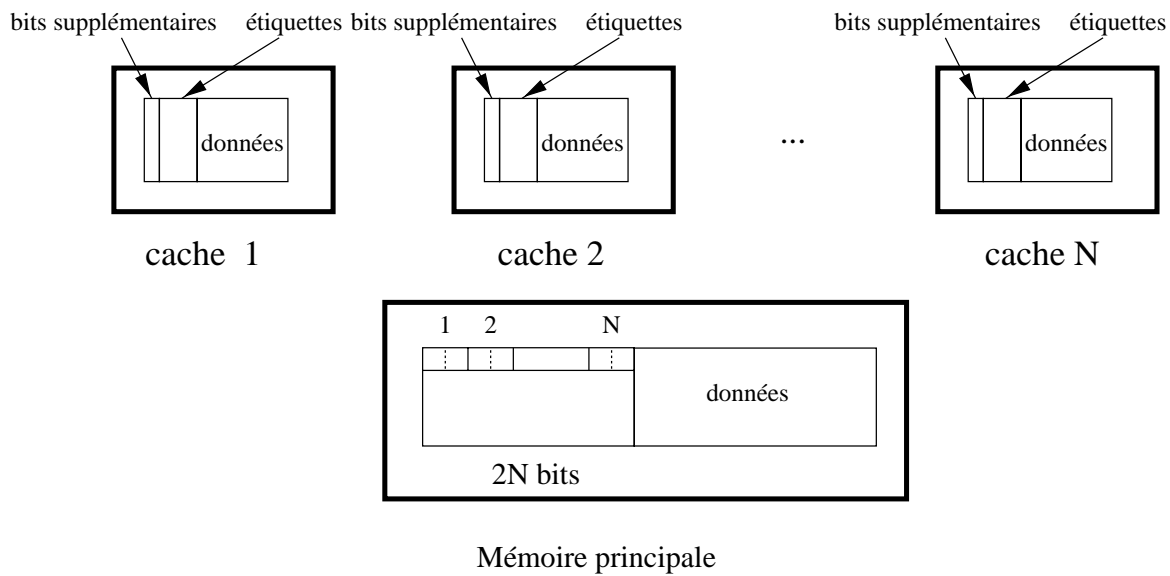 bits supplémentaires étiquettes bits supplémentaires étiquettes bits supplémentaires étiquettes
données données ... données
cache 1 cache 2 cache N
1 2 N
données
2N bits
Mémoire principale